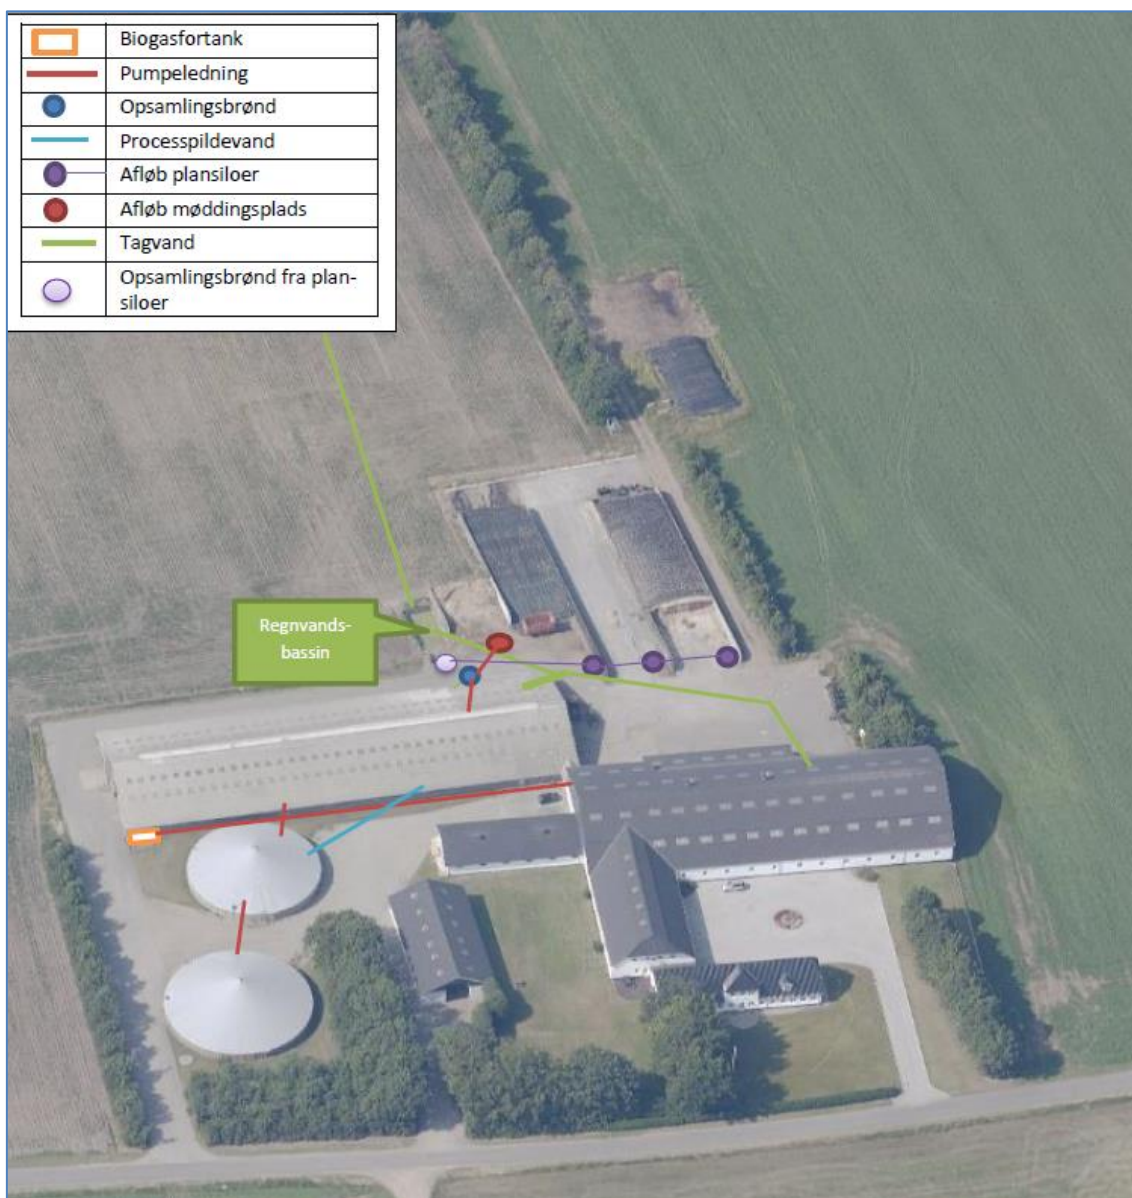 Biogasfortank
Pumpeledning
Opsamlingsbrønd
Processpildevand
Afløb plansiloer
Afløb møddingsplads
Tagvand
Opsamlingsbrønd fra plan-
siloer
Regnvands-
bassin